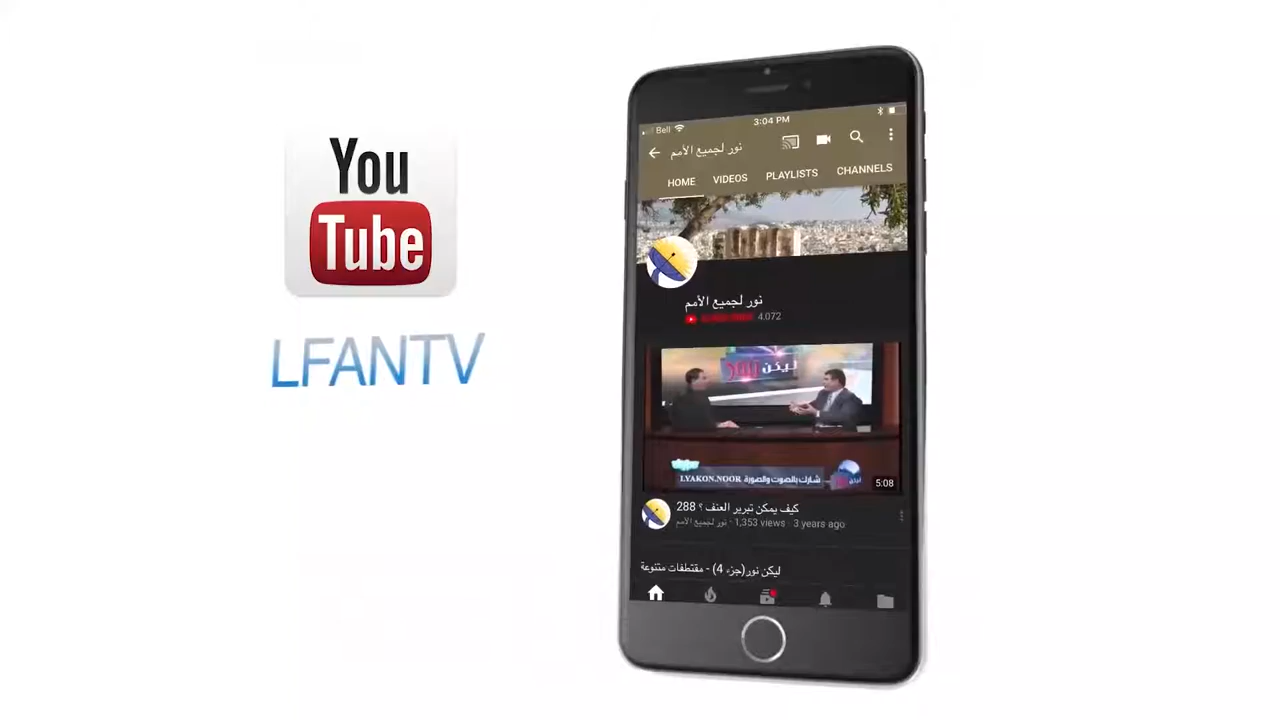 You
Tube
LFANTV
Bell
3:04 PM
نور لجميع الأمم
HOME VIDEOS PLAYLISTS CHANNELS
نور لجميع الأمم
4.072
ليكن
شارك بالصوت والصورة LYAKON.NOOR
5:08
كيف يمكن تبرير العنف ؟ 288
نور لجميع الأمم · 1,353 views · 3 years ago
ليكن نور(جزء 4) - مقتطفات متنوعة